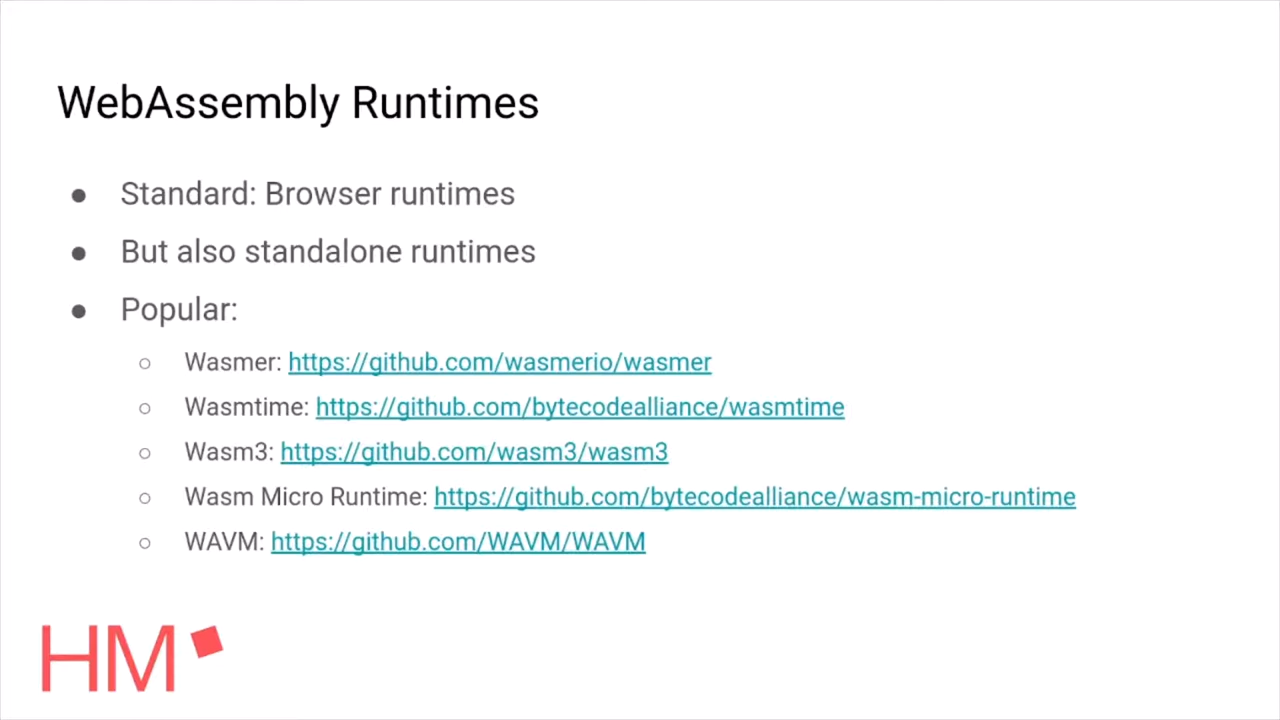 WebAssembly Runtimes
● Standard: Browser runtimes
● But also standalone runtimes
● Popular:
○ Wasmer: https://github.com/wasmerio/wasmer
○ Wasmtime: https://github.com/bytecodealliance/wasmtime
○ Wasm3: https://github.com/wasm3/wasm3
○ Wasm Micro Runtime: https://github.com/bytecodealliance/wasm-micro-runtime
○ WAVM: https://github.com/WAVM/WAVM
HM